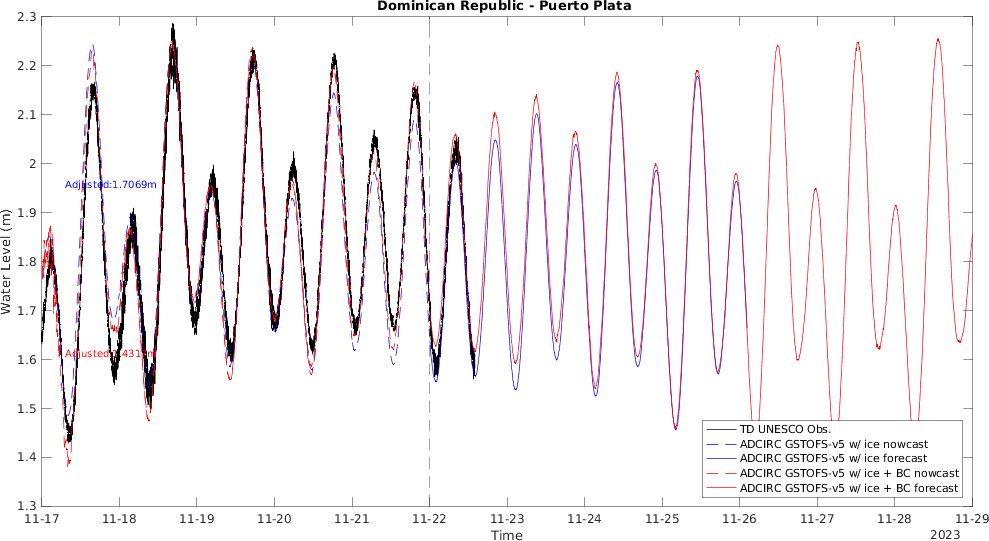 Dominican Republic - Puerto Plata
2.3
2.2
2.1
2
1.9
1.8
1.7
1.6
1.5
1.4
1.3
Water Level (m)
Adjusted:1.7069m
TD UNESCO Obs.
ADCIRC GSTOFS-v5 w/ ice nowcast
ADCIRC GSTOFS-v5 w/ ice forecast
ADCIRC GSTOFS-v5 w/ ice + BC nowcast
ADCIRC GSTOFS-v5 w/ ice + BC forecast
11-17 11-18 11-19 11-20 11-21 11-22 11-23 11-24 11-25 11-26 11-27 11-28 11-29
Time
2023